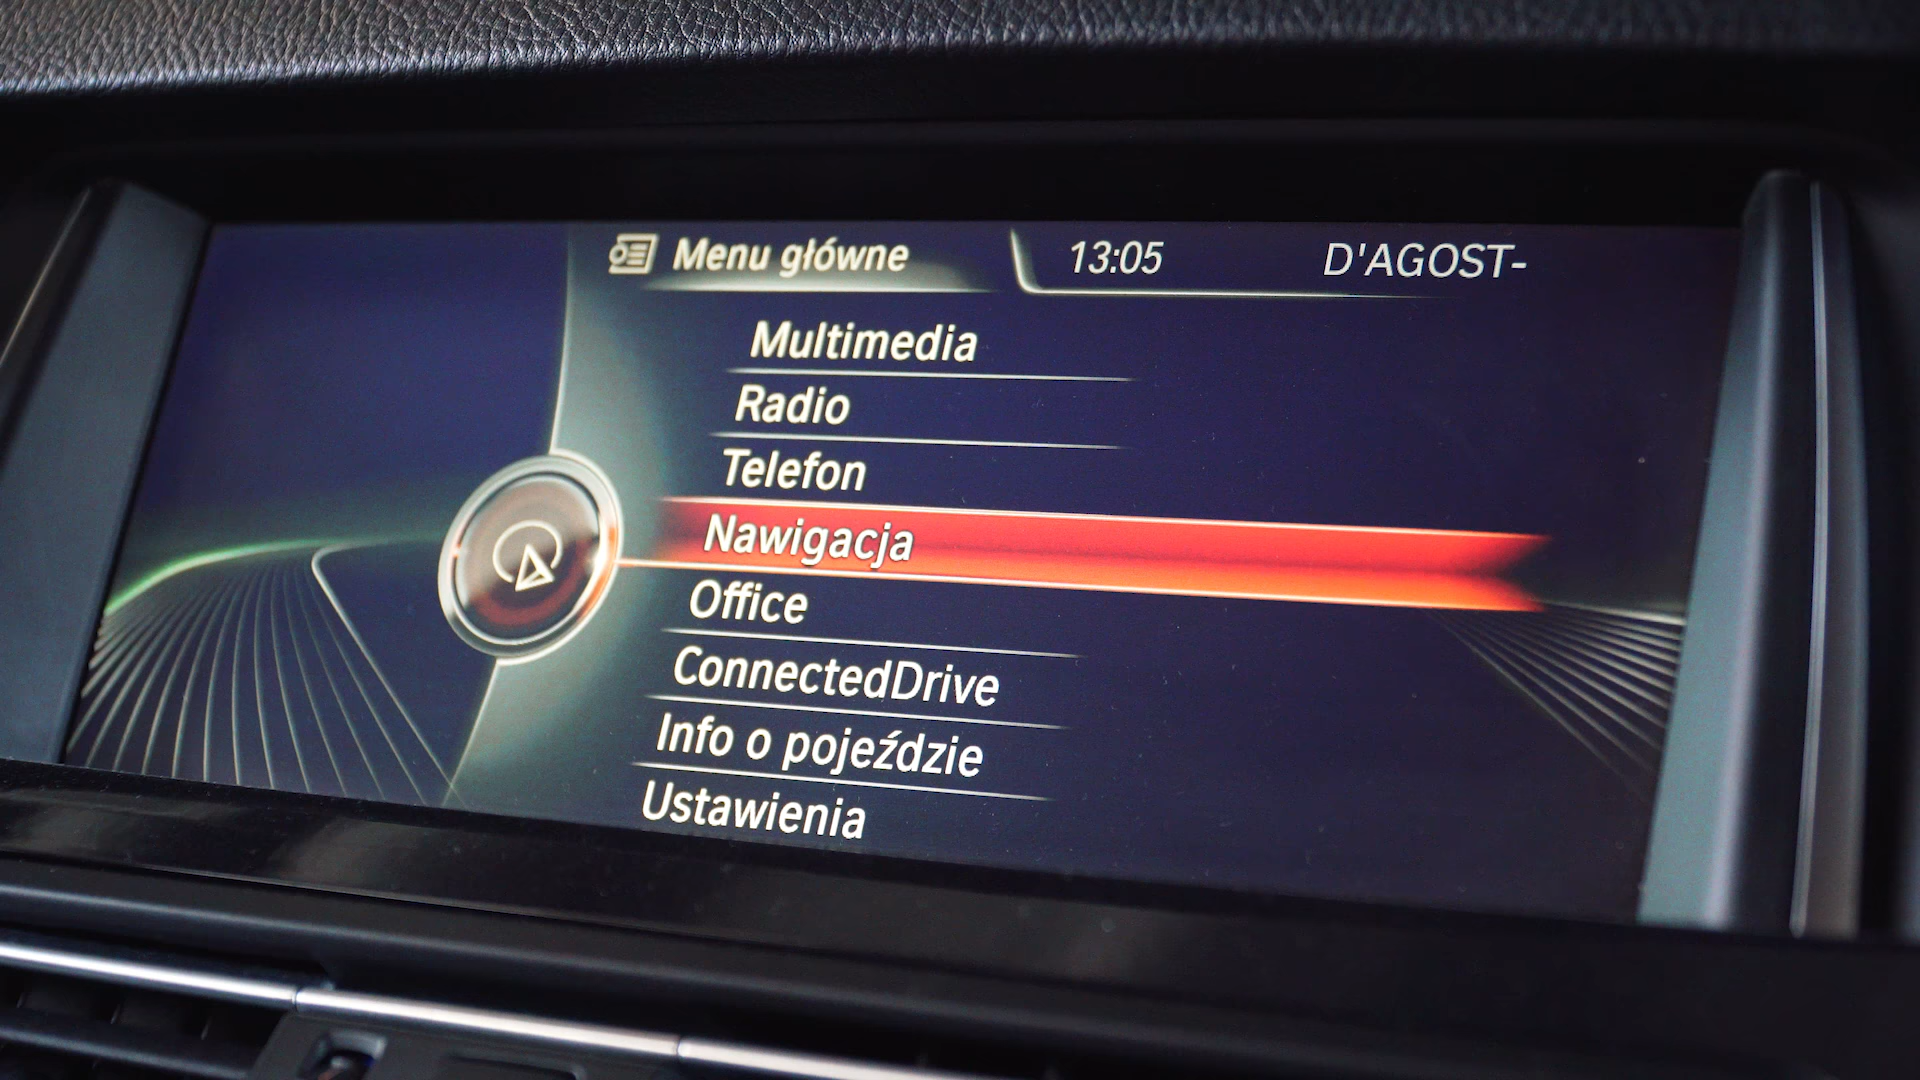 Menu główne 13:05 D'AGOST-
Multimedia
Radio
Telefon
Nawigacja
Office
ConnectedDrive
Info o pojeździe
Ustawienia